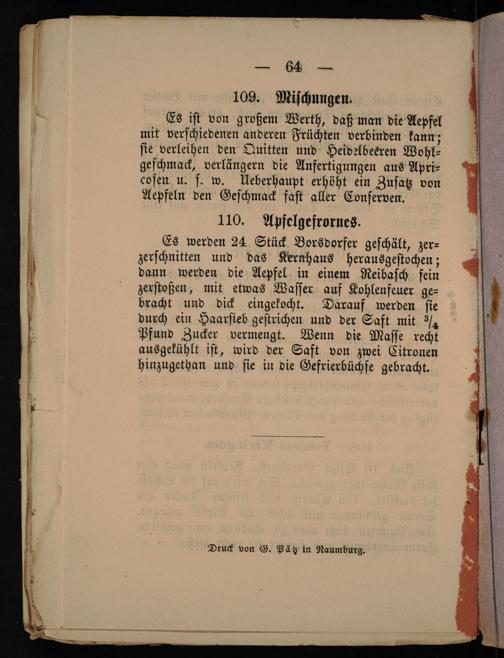 — 64 —
109. Mischungen.
Es ist von großem Werth, daß man die Aepfel
mit verschiedenen anderen Früchten verbinden kann;
sie verleihen den Quitten und Heidelbeeren Wohl-
geschmack, verlängern die Anfertigungen aus Apri-
cosen u. s. w. Ueberhaupt erhöht ein Zusatz von
Aepfeln den Geschmack fast aller Conserven.
110. Apfelgefrornes.
Es werden 24 Stück Borsdorfer geschält, zer-
zerschnitten und das Kernhaus herausgestochen;
dann werden die Aepfel in einem Reibasch fein
zerstoßen, mit etwas Wasser auf Kohlenfeuer ge-
bracht und dick eingekocht. Darauf werden sie
durch ein Haarsieb gestrichen und der Saft mit 3/4
Pfund Zucker vermengt. Wenn die Masse recht
ausgekühlt ist, wird der Saft von zwei Citronen
hinzugethan und sie in die Gefrierbüchse gebracht.
Druck von G. Pätz in Naumburg.